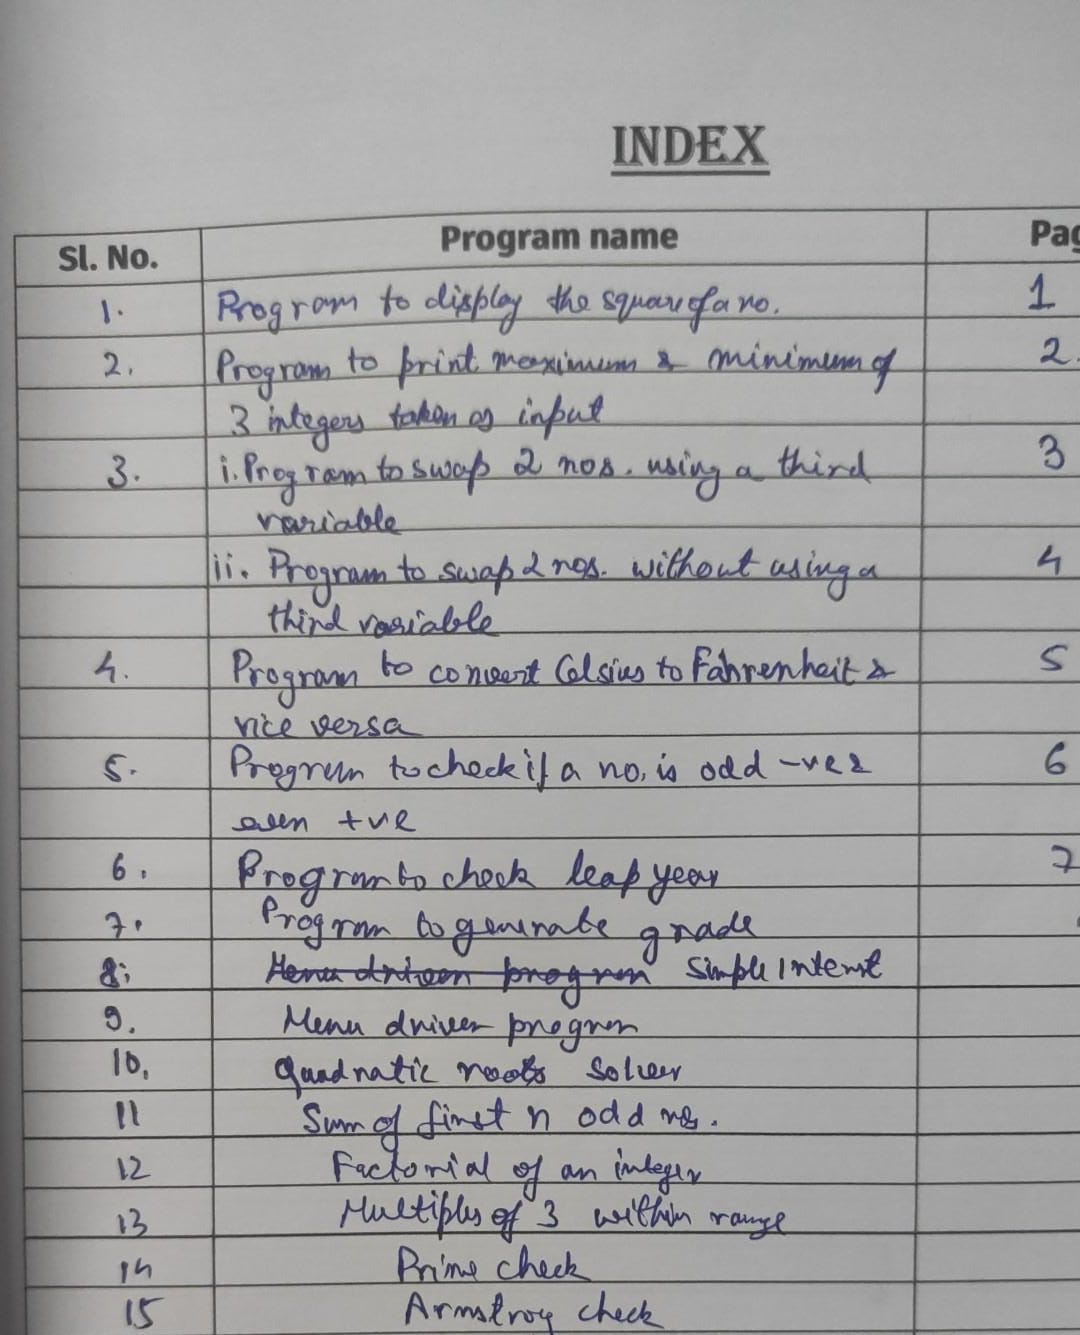 INDEX
Sl. No. Program name Pag
1. Program to display the square of a no. 1
2. Program to print maximum & minimum of 2.
3 integers taken as input
3. i. Program to swap 2 nos. using a third 3
variable
ii. Program to swap 2 nos. without using a 4
third variable
4. Program to convert Celsius to Fahrenheit & 5
vice versa
5. Program to check if a no. is odd -ve & 6
even +ve
6. Program to check leap year 7
7. Program to generate grade
8. Menu driven program Simple Interest
9. Menu driven program
10. Quadratic roots solver
11 Sum of first n odd nos.
12 Factorial of an integer
13 Multiples of 3 within range
14 Prime check
15 Armstrong check